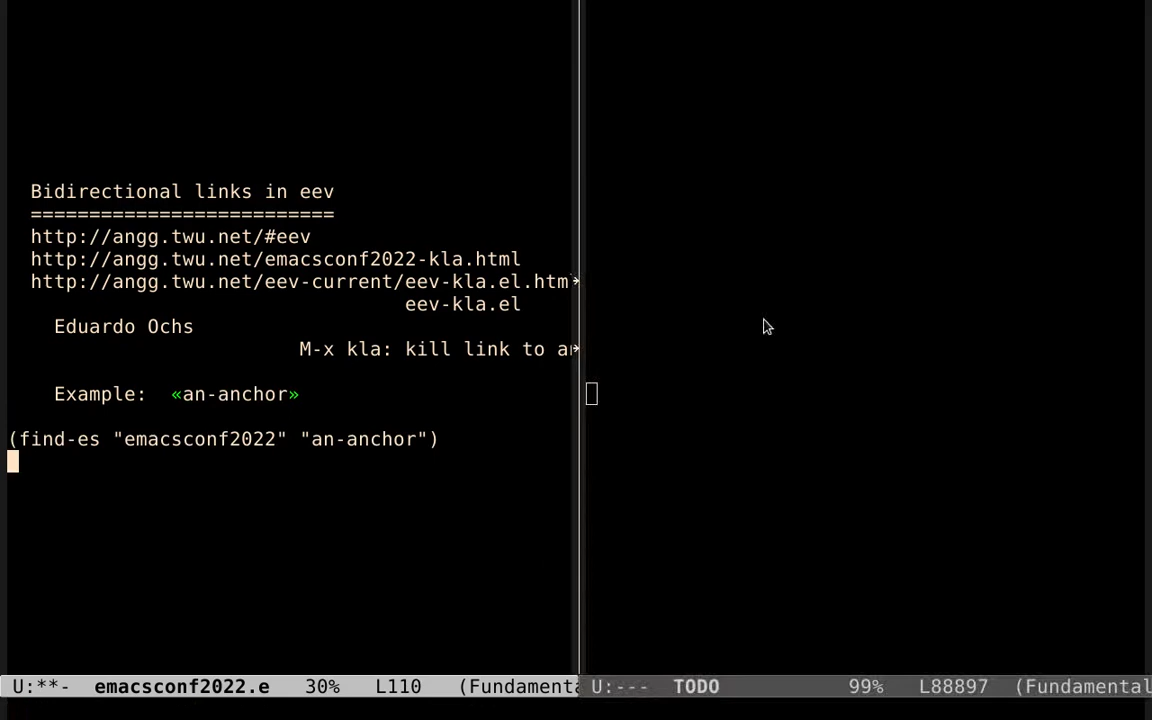 Bidirectional links in eev
==========================
http://angg.twu.net/#eev
http://angg.twu.net/emacsconf2022-kla.html
http://angg.twu.net/eev-current/eev-kla.el.htm
eev-kla.el
Eduardo Ochs
M-x kla: kill link to a
Example: «an-anchor»
(find-es "emacsconf2022" "an-anchor")
U:**- emacsconf2022.e 30% L110 (Fundamenta
U:--- TODO 99% L88897 (Fundamental